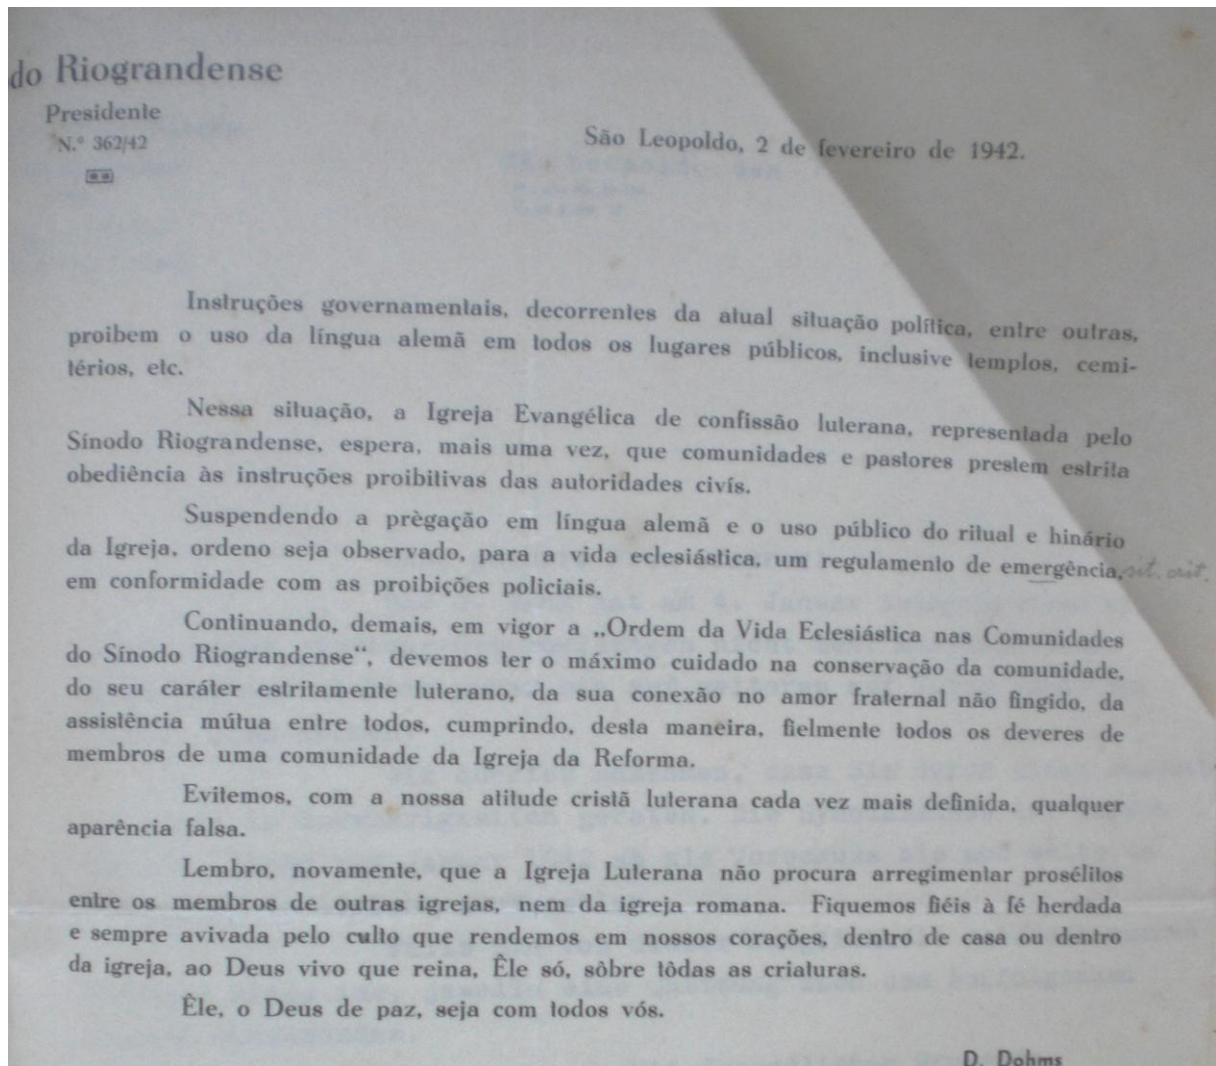 do Riograndense
Presidente
N.º 362/42
São Leopoldo, 2 de fevereiro de 1942.
Instruções governamentais, decorrentes da atual situação política, entre outras,
proibem o uso da língua alemã em todos os lugares públicos, inclusive templos, cemi-
térios, etc.
Nessa situação, a Igreja Evangélica de confissão luterana, representada pelo
Sínodo Riograndense, espera, mais uma vez, que comunidades e pastores prestem estrita
obediência às instruções proibitivas das autoridades civís.
Suspendendo a prègação em língua alemã e o uso público do ritual e hinário
da Igreja, ordeno seja observado, para a vida eclesiástica, um regulamento de emergência,
em conformidade com as proibições policiais.
Continuando, demais, em vigor a „Ordem da Vida Eclesiástica nas Comunidades
do Sínodo Riograndense“, devemos ter o máximo cuidado na conservação da comunidade,
do seu caráter estritamente luterano, da sua conexão no amor fraternal não fingido, da
assistência mútua entre todos, cumprindo, desta maneira, fielmente todos os deveres de
membros de uma comunidade da Igreja da Reforma.
Evitemos, com a nossa atitude cristã luterana cada vez mais definida, qualquer
aparência falsa.
Lembro, novamente, que a Igreja Luterana não procura arregimentar prosélitos
entre os membros de outras igrejas, nem da igreja romana. Fiquemos fiéis à fé herdada
e sempre avivada pelo culto que rendemos em nossos corações, dentro de casa ou dentro
da igreja, ao Deus vivo que reina, Êle só, sôbre tôdas as criaturas.
Êle, o Deus de paz, seja com todos vós.
D. Dohms